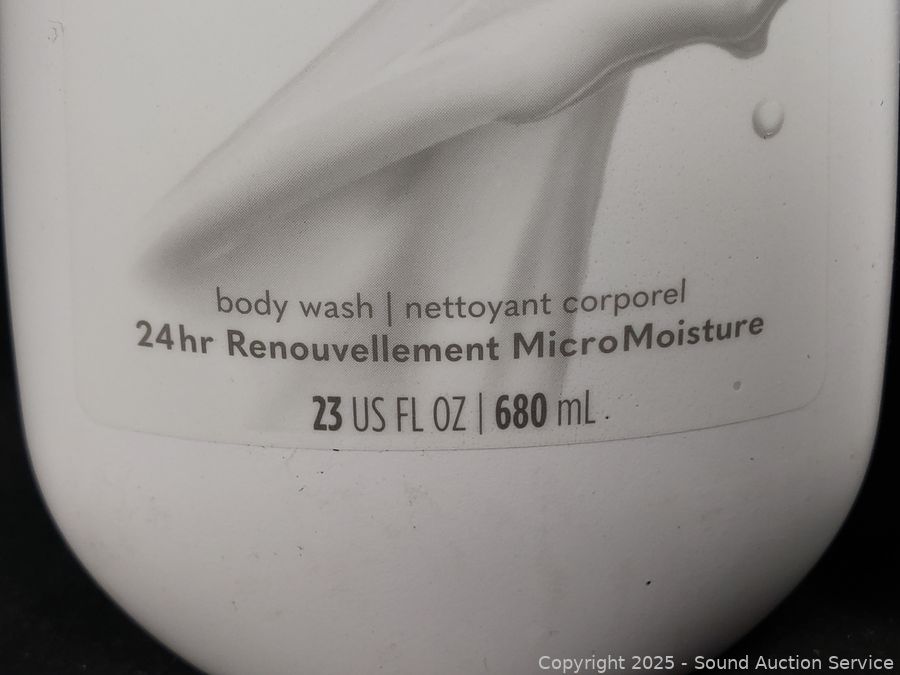 body wash | nettoyant corporel
24hr Renouvellement MicroMoisture
23 US FL OZ | 680 mL
Copyright 2025 - Sound Auction Service